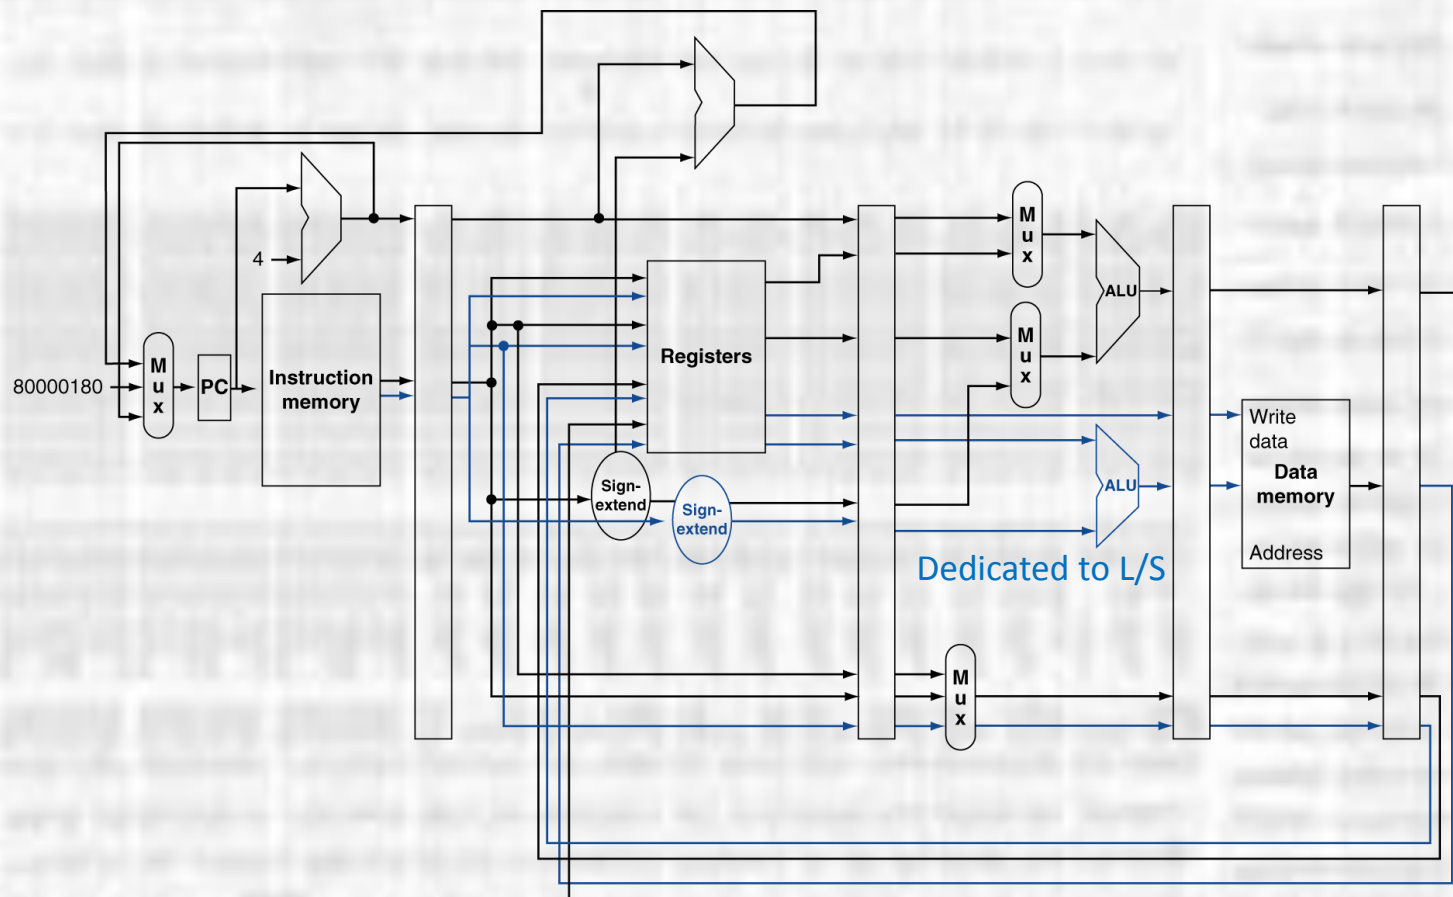 4
M
u
x
80000180
PC
Instruction
memory
Registers
Sign-
extend
Sign-
extend
M
u
x
M
u
x
ALU
ALU
Dedicated to L/S
M
u
x
Write
data
Data
memory
Address